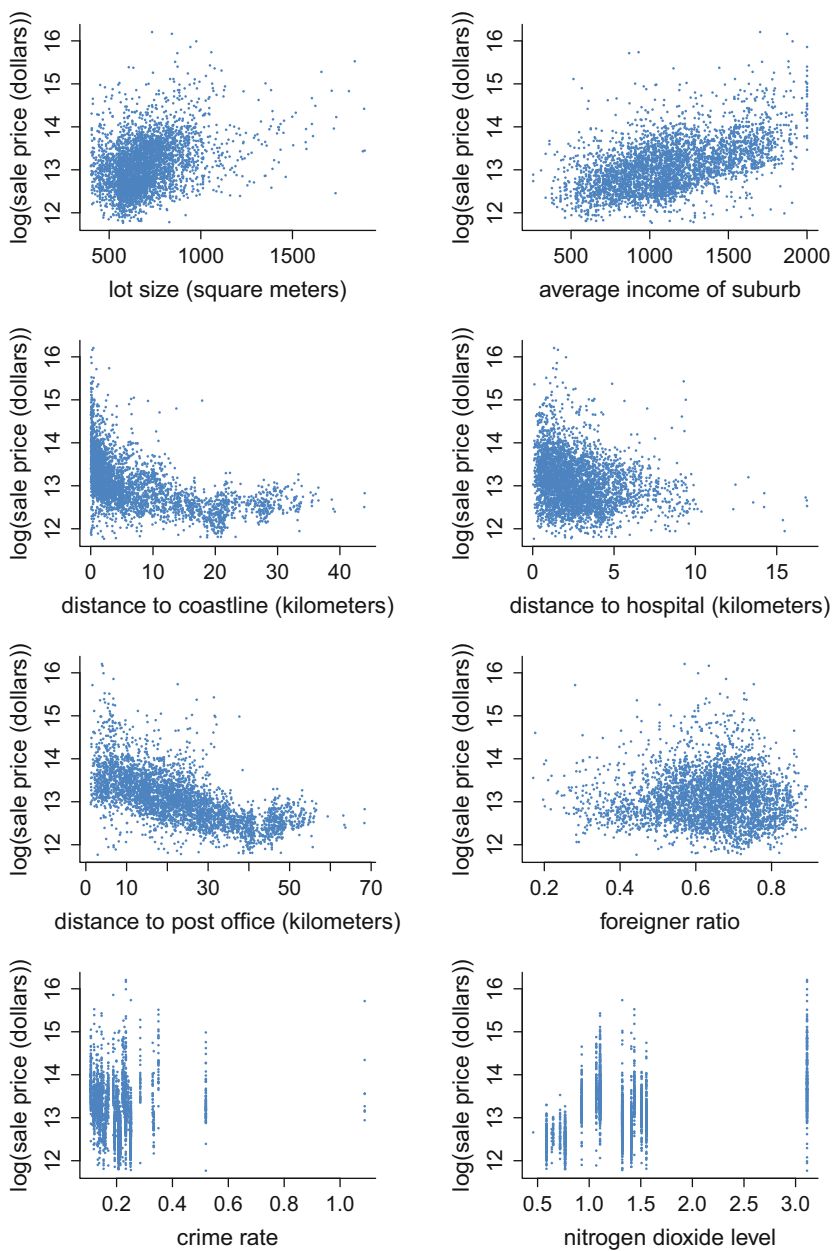 log(sale price (dollars))
16
15
14
13
12
500 1000 1500
lot size (square meters)
log(sale price (dollars))
16
15
14
13
12
500 1000 1500 2000
average income of suburb
log(sale price (dollars))
16
15
14
13
12
0 10 20 30 40
distance to coastline (kilometers)
log(sale price (dollars))
16
15
14
13
12
0 5 10 15
distance to hospital (kilometers)
log(sale price (dollars))
16
15
14
13
12
0 10 30 50 70
distance to post office (kilometers)
log(sale price (dollars))
16
15
14
13
12
0.2 0.4 0.6 0.8
foreigner ratio
log(sale price (dollars))
16
15
14
13
12
0.2 0.4 0.6 0.8 1.0
crime rate
log(sale price (dollars))
16
15
14
13
12
0.5 1.0 1.5 2.0 2.5 3.0
nitrogen dioxide level